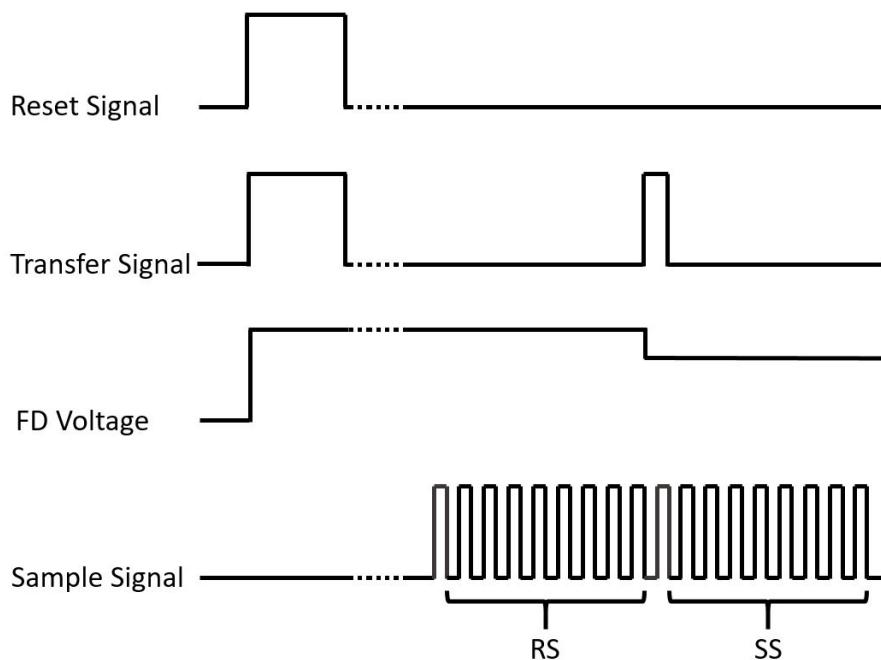 Reset Signal
Transfer Signal
FD Voltage
Sample Signal
RS
SS